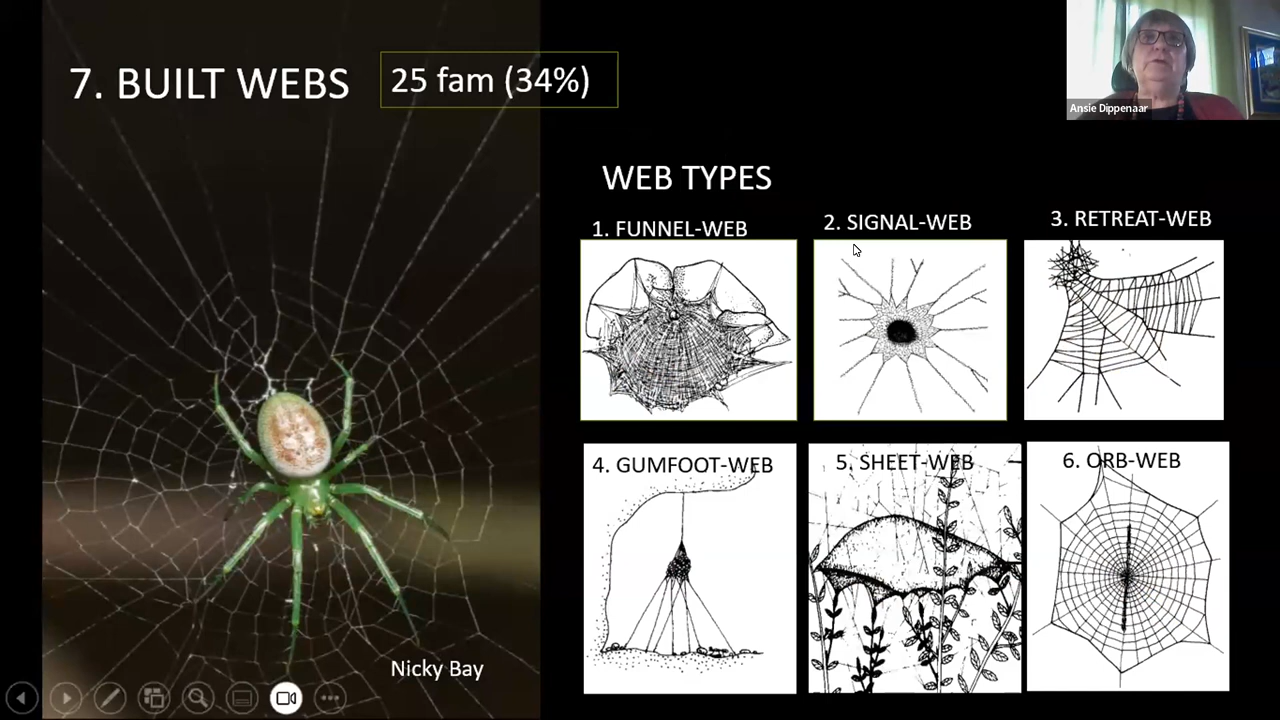 7. BUILT WEBS
25 fam (34%)
Ansie Dippenaar
WEB TYPES
1. FUNNEL-WEB
2. SIGNAL-WEB
3. RETREAT-WEB
4. GUMFOOT-WEB
5. SHEET-WEB
6. ORB-WEB
Nicky Bay